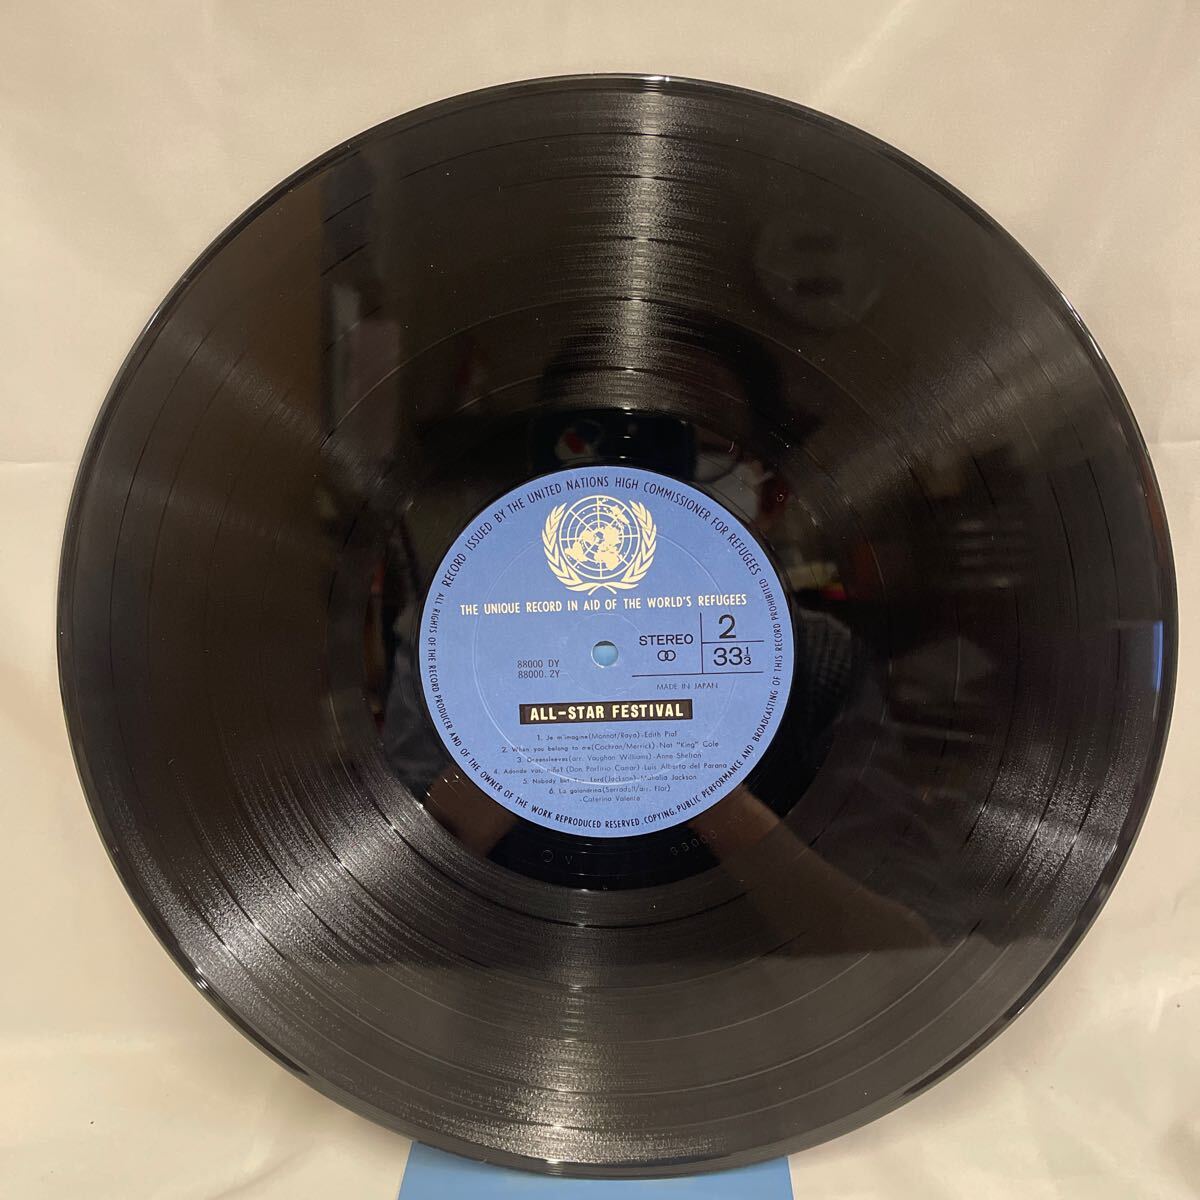 RECORD ISSUED BY THE UNITED NATIONS HIGH COMMISSIONER FOR REFUGEES
THE UNIQUE RECORD IN AID OF THE WORLD'S REFUGEES
STEREO
2
33⅓
88000 DY
88000.2Y
MADE IN JAPAN
ALL-STAR FESTIVAL
1. Je m'imagine(Monnot/Raya)-Edith Piaf
2. When you belong to me(Cochran/Merrick)-Nat "King" Cole
3. Greensleeves(arr. Vaughan Williams)-Anne Shelton
4. Adonde vas, niña? (Don Porfirio Camar)-Luis Alberto del Parana
5. Nobody but You, Lord(Jackson)-Mahalia Jackson
6. La golondrina(Serradell/arr. Flor)
-Caterina Valente
ALL RIGHTS OF THE RECORD PRODUCER AND OF THE OWNER OF THE WORK REPRODUCED RESERVED. COPYING, PUBLIC PERFORMANCE AND BROADCASTING OF THIS RECORD PROHIBITED